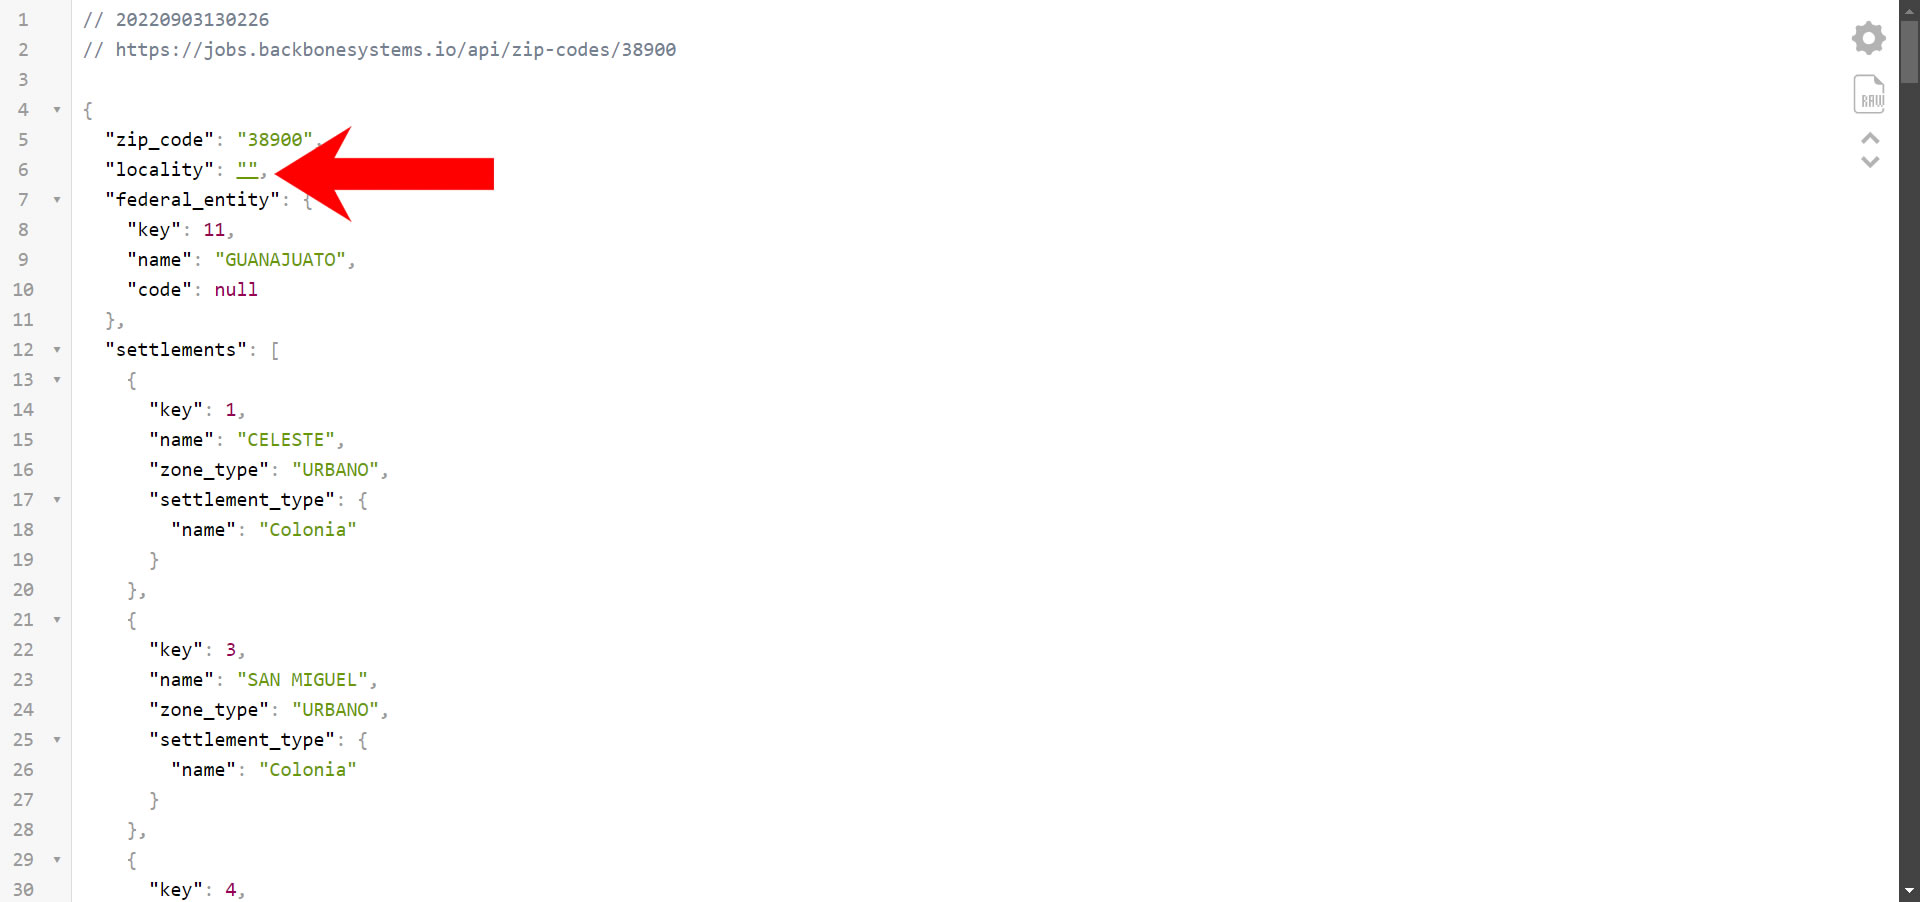 1 // 20220903130226
2 // https://jobs.backbonesystems.io/api/zip-codes/38900
3
4 {
5 "zip_code": "38900",
6 "locality": "",
7 "federal_entity": {
8 "key": 11,
9 "name": "GUANAJUATO",
10 "code": null
11 },
12 "settlements": [
13 {
14 "key": 1,
15 "name": "CELESTE",
16 "zone_type": "URBANO",
17 "settlement_type": {
18 "name": "Colonia"
19 }
20 },
21 {
22 "key": 3,
23 "name": "SAN MIGUEL",
24 "zone_type": "URBANO",
25 "settlement_type": {
26 "name": "Colonia"
27 }
28 },
29 {
30 "key": 4,
RAW